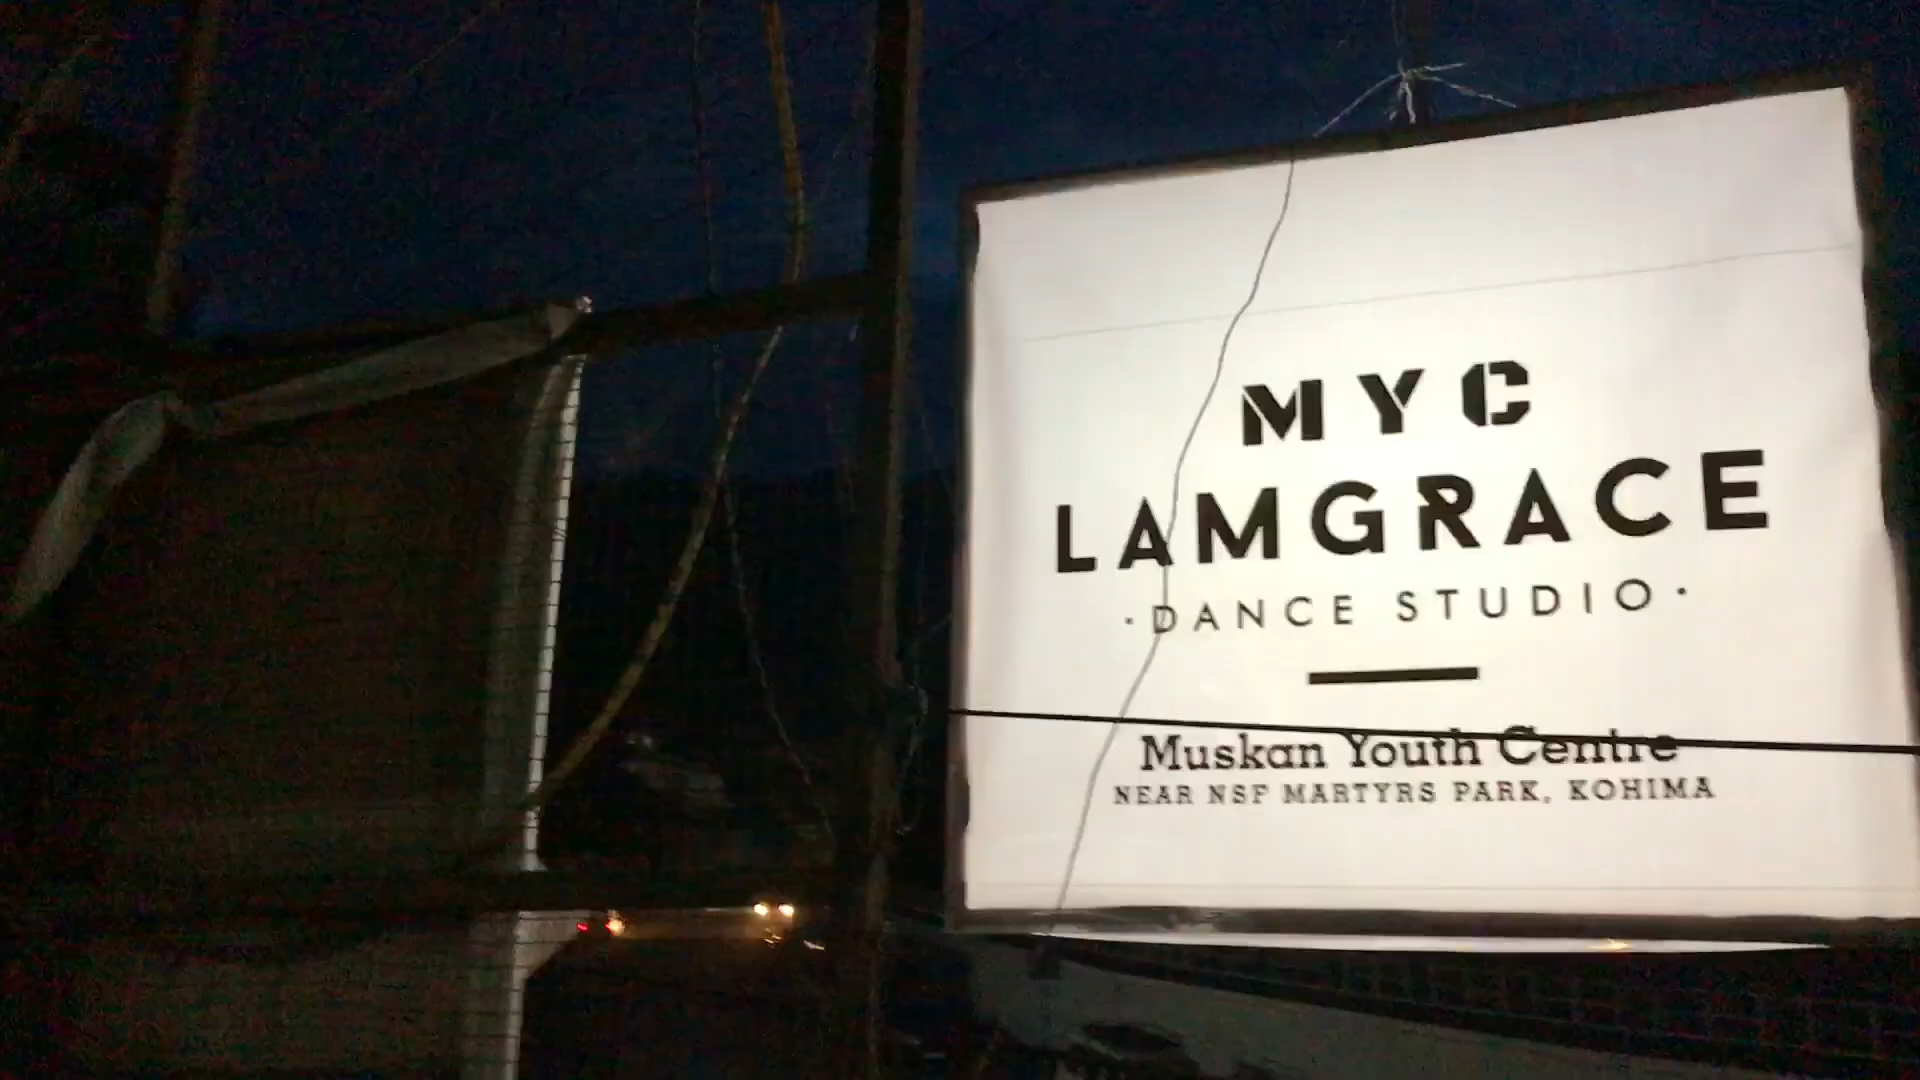 MYC
LAMGRACE
·DANCE STUDIO·
Muskan Youth Centre
NEAR NSF MARTYRS PARK, KOHIMA